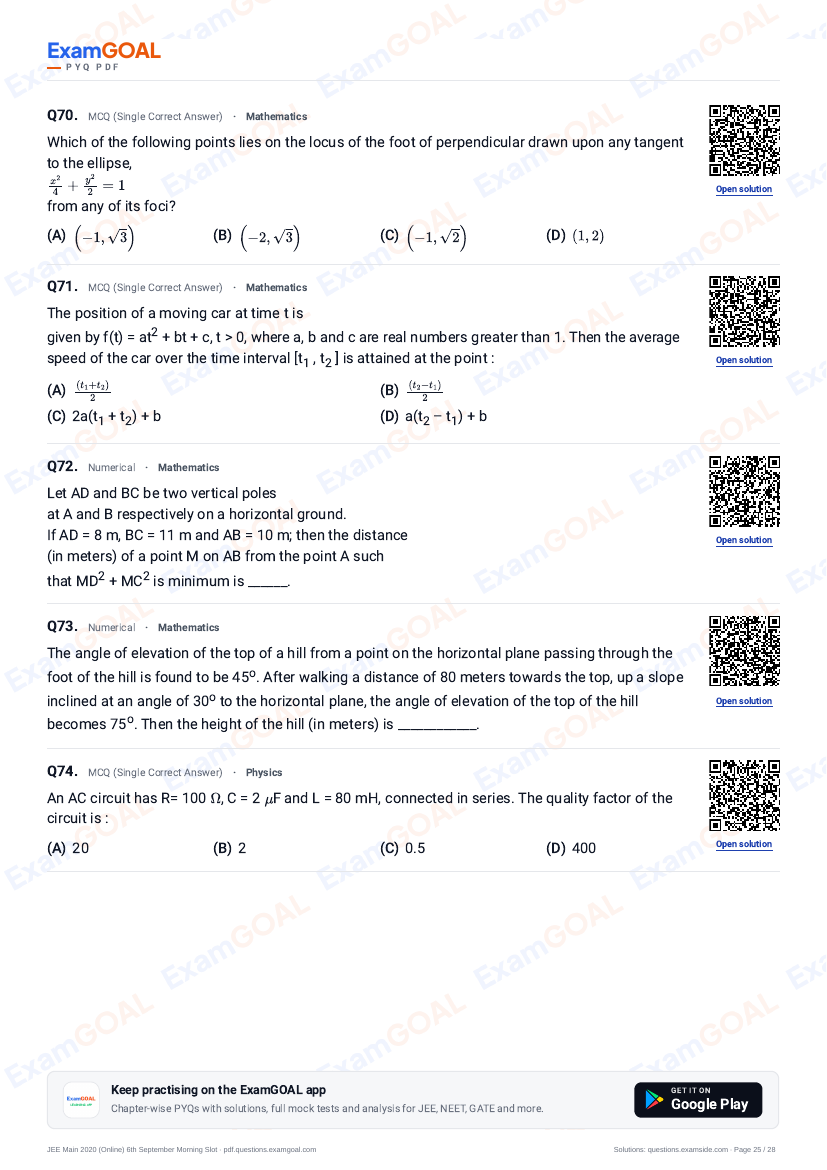 ExamGOAL
PYQ PDF
Q70. MCQ (Single Correct Answer) · Mathematics
Which of the following points lies on the locus of the foot of perpendicular drawn upon any tangent
to the ellipse,
x²/4 + y²/2 = 1
from any of its foci?
(A) (−1, √3) (B) (−2, √3) (C) (−1, √2) (D) (1, 2)
Open solution
Q71. MCQ (Single Correct Answer) · Mathematics
The position of a moving car at time t is
given by f(t) = at² + bt + c, t > 0, where a, b and c are real numbers greater than 1. Then the average
speed of the car over the time interval [t₁ , t₂ ] is attained at the point :
(A) (t₁+t₂)/2 (B) (t₂−t₁)/2
(C) 2a(t₁ + t₂) + b (D) a(t₂ − t₁) + b
Open solution
Q72. Numerical · Mathematics
Let AD and BC be two vertical poles
at A and B respectively on a horizontal ground.
If AD = 8 m, BC = 11 m and AB = 10 m; then the distance
(in meters) of a point M on AB from the point A such
that MD² + MC² is minimum is ______.
Open solution
Q73. Numerical · Mathematics
The angle of elevation of the top of a hill from a point on the horizontal plane passing through the
foot of the hill is found to be 45º. After walking a distance of 80 meters towards the top, up a slope
inclined at an angle of 30º to the horizontal plane, the angle of elevation of the top of the hill
becomes 75º. Then the height of the hill (in meters) is ____________.
Open solution
Q74. MCQ (Single Correct Answer) · Physics
An AC circuit has R= 100 Ω, C = 2 μF and L = 80 mH, connected in series. The quality factor of the
circuit is :
(A) 20 (B) 2 (C) 0.5 (D) 400
Open solution
Keep practising on the ExamGOAL app
Chapter-wise PYQs with solutions, full mock tests and analysis for JEE, NEET, GATE and more.
ExamGOAL
GET IT ON
Google Play
JEE Main 2020 (Online) 6th September Morning Slot · pdf.questions.examgoal.com
Solutions: questions.examside.com · Page 25 / 28